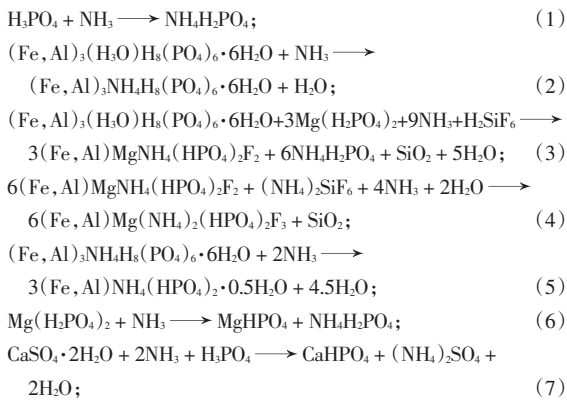 H₃PO₄ + NH₃ ⟶ NH₄H₂PO₄; (1)
(Fe,Al)₃(H₃O)H₈(PO₄)₆·6H₂O + NH₃ ⟶
(Fe,Al)₃NH₄H₈(PO₄)₆·6H₂O + H₂O; (2)
(Fe,Al)₃(H₃O)H₈(PO₄)₆·6H₂O+3Mg(H₂PO₄)₂+9NH₃+H₂SiF₆ ⟶
3(Fe,Al)MgNH₄(HPO₄)₂F₂ + 6NH₄H₂PO₄ + SiO₂ + 5H₂O; (3)
6(Fe,Al)MgNH₄(HPO₄)₂F₂ + (NH₄)₂SiF₆ + 4NH₃ + 2H₂O ⟶
6(Fe,Al)Mg(NH₄)₂(HPO₄)₂F₃ + SiO₂; (4)
(Fe,Al)₃NH₄H₈(PO₄)₆·6H₂O + 2NH₃ ⟶
3(Fe,Al)NH₄(HPO₄)₂·0.5H₂O + 4.5H₂O; (5)
Mg(H₂PO₄)₂ + NH₃ ⟶ MgHPO₄ + NH₄H₂PO₄; (6)
CaSO₄·2H₂O + 2NH₃ + H₃PO₄ ⟶ CaHPO₄ + (NH₄)₂SO₄ +
2H₂O; (7)